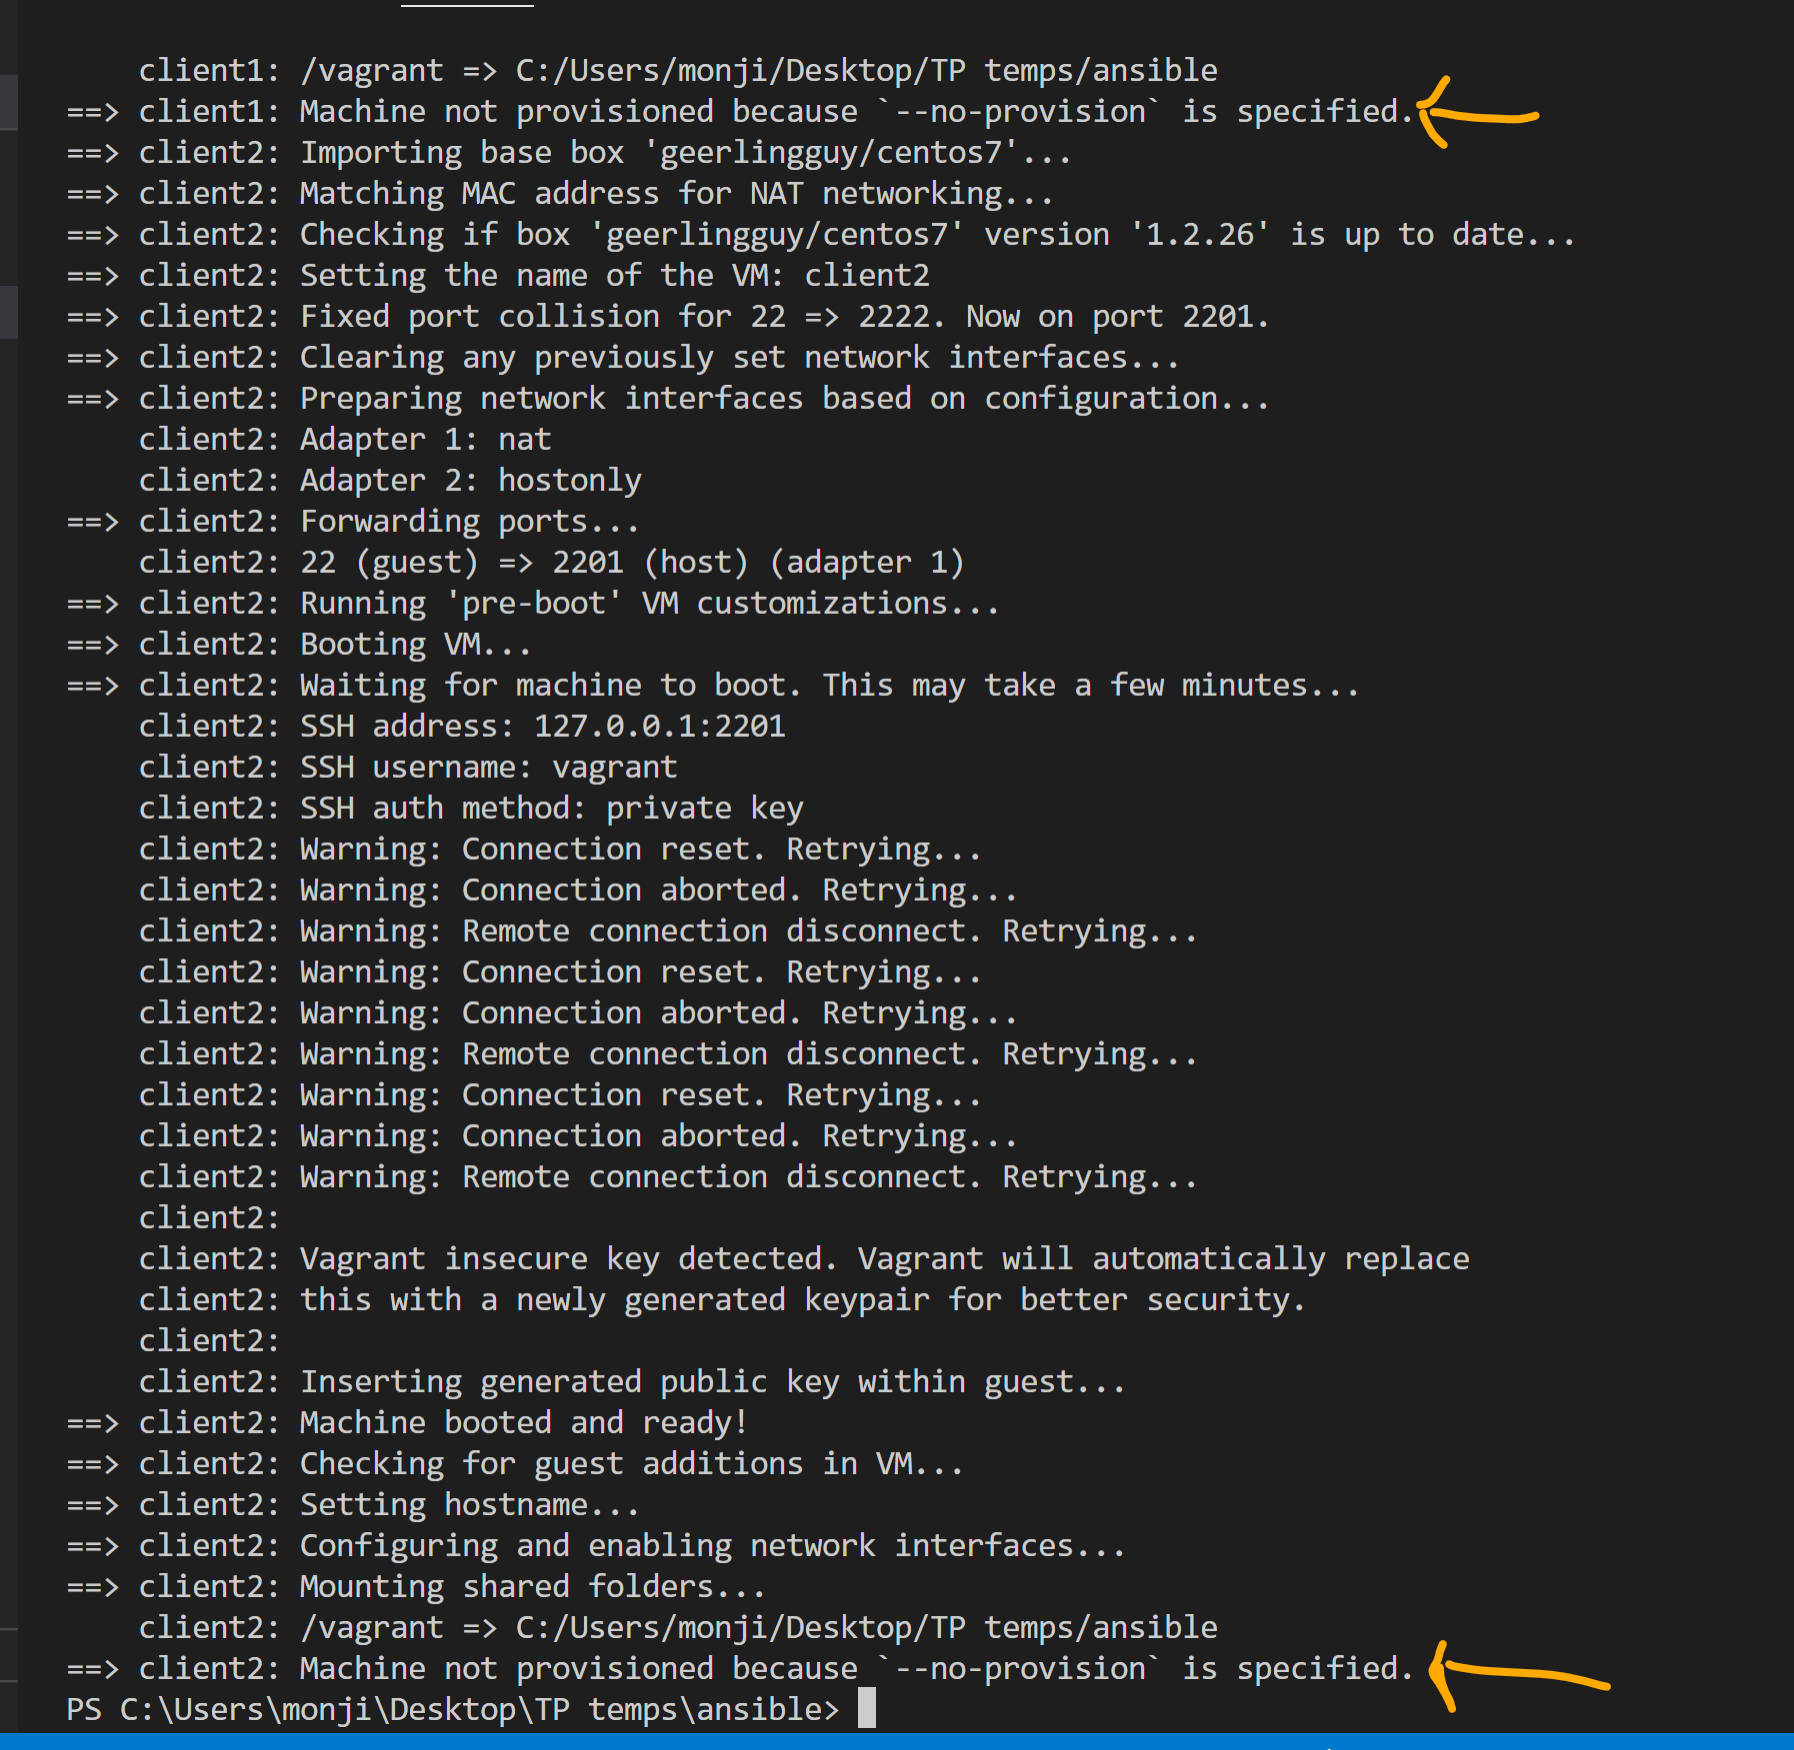 client1: /vagrant => C:/Users/monji/Desktop/TP temps/ansible
==> client1: Machine not provisioned because `--no-provision` is specified.
==> client2: Importing base box 'geerlingguy/centos7'...
==> client2: Matching MAC address for NAT networking...
==> client2: Checking if box 'geerlingguy/centos7' version '1.2.26' is up to date...
==> client2: Setting the name of the VM: client2
==> client2: Fixed port collision for 22 => 2222. Now on port 2201.
==> client2: Clearing any previously set network interfaces...
==> client2: Preparing network interfaces based on configuration...
client2: Adapter 1: nat
client2: Adapter 2: hostonly
==> client2: Forwarding ports...
client2: 22 (guest) => 2201 (host) (adapter 1)
==> client2: Running 'pre-boot' VM customizations...
==> client2: Booting VM...
==> client2: Waiting for machine to boot. This may take a few minutes...
client2: SSH address: 127.0.0.1:2201
client2: SSH username: vagrant
client2: SSH auth method: private key
client2: Warning: Connection reset. Retrying...
client2: Warning: Connection aborted. Retrying...
client2: Warning: Remote connection disconnect. Retrying...
client2: Warning: Connection reset. Retrying...
client2: Warning: Connection aborted. Retrying...
client2: Warning: Remote connection disconnect. Retrying...
client2: Warning: Connection reset. Retrying...
client2: Warning: Connection aborted. Retrying...
client2: Warning: Remote connection disconnect. Retrying...
client2:
client2: Vagrant insecure key detected. Vagrant will automatically replace
client2: this with a newly generated keypair for better security.
client2:
client2: Inserting generated public key within guest...
==> client2: Machine booted and ready!
==> client2: Checking for guest additions in VM...
==> client2: Setting hostname...
==> client2: Configuring and enabling network interfaces...
==> client2: Mounting shared folders...
client2: /vagrant => C:/Users/monji/Desktop/TP temps/ansible
==> client2: Machine not provisioned because `--no-provision` is specified.
PS C:\Users\monji\Desktop\TP temps\ansible>